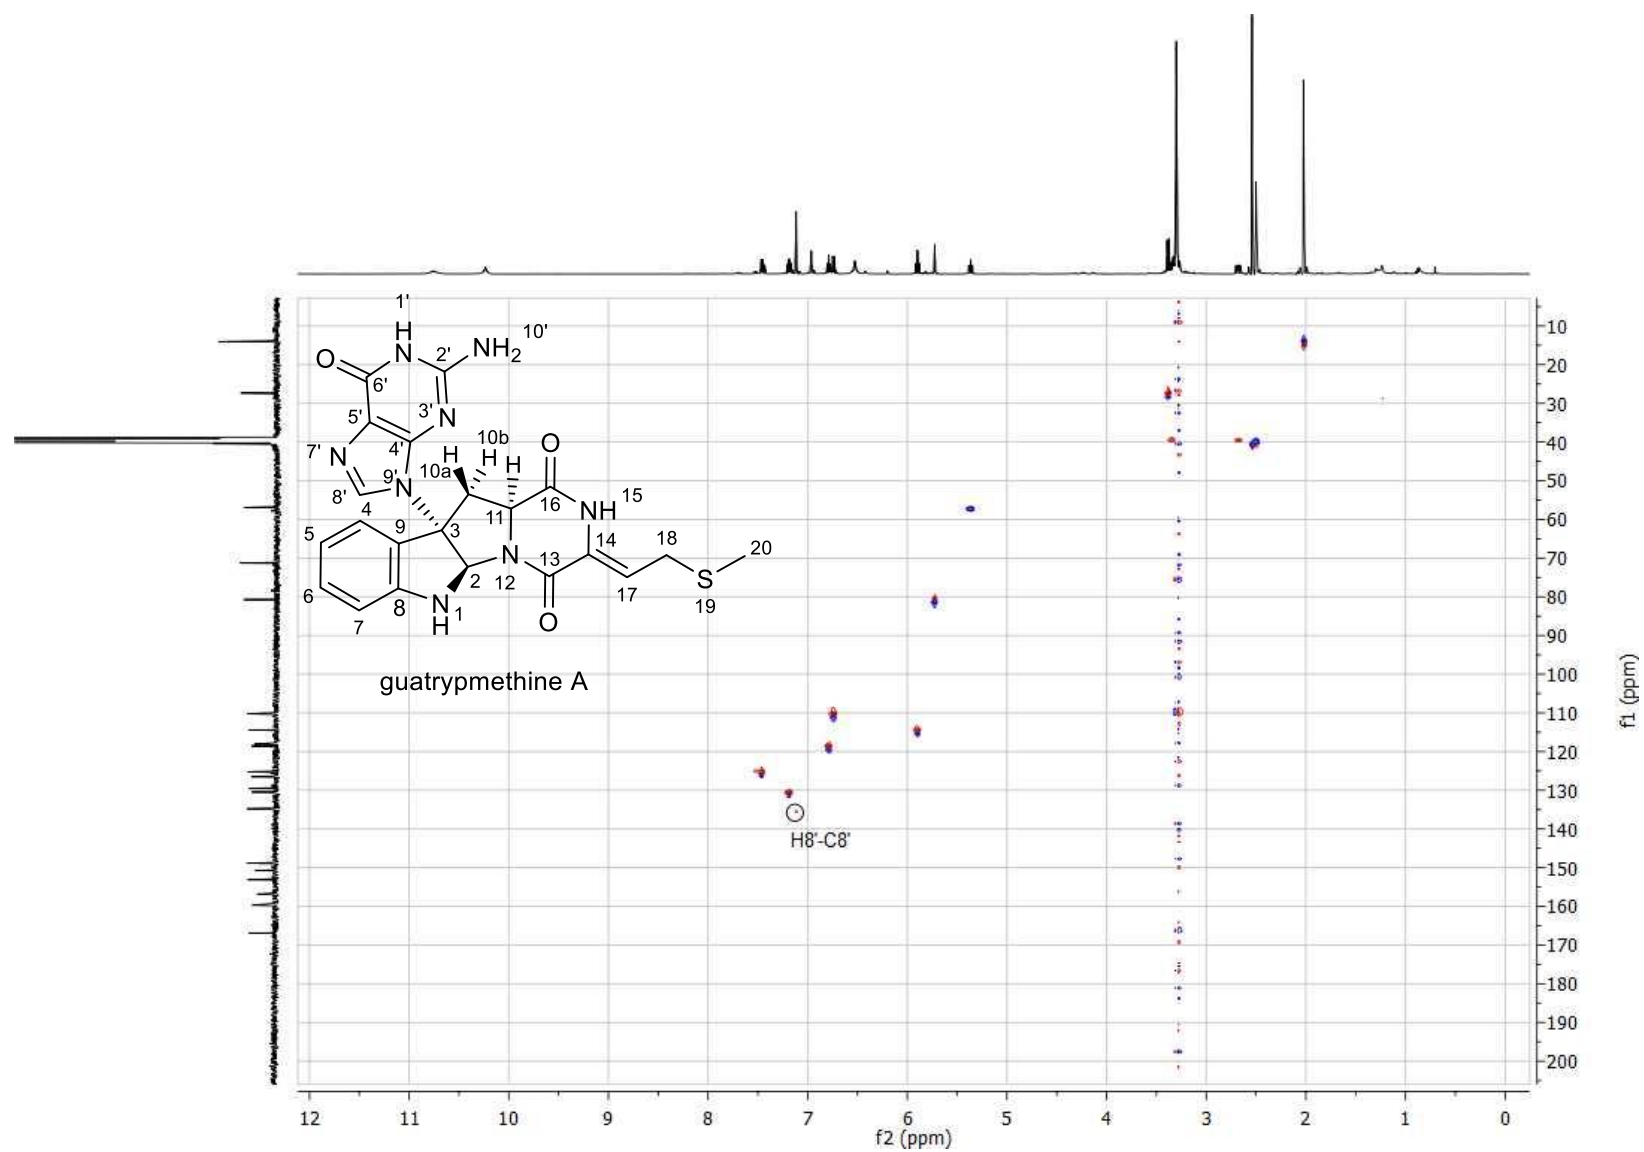 1'
H
10'
O
NH
2'
NH2
6'
5'
3'
N
7'
N
4'
H
10b
H
H
O
9'
10a
8'
N
16
NH
15
4
11
5
9
3
14
18
20
N
13
2
12
17
S
6
8
N
1
19
7
H
O
guatrypmethine A
H8'-C8'
10
20
30
40
50
60
70
80
90
100
110
120
130
140
150
160
170
180
190
200
f1 (ppm)
12 11 10 9 8 7 6 5 4 3 2 1 0
f2 (ppm)